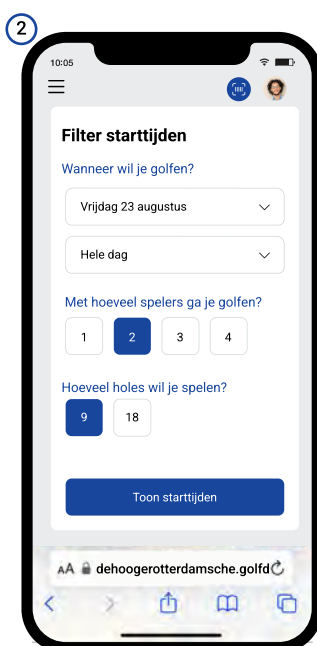 2
10:05
Filter starttijden
Wanneer wil je golfen?
Vrijdag 23 augustus
Hele dag
Met hoeveel spelers ga je golfen?
1 2 3 4
Hoeveel holes wil je spelen?
9 18
Toon starttijden
AA dehoogerotterdamsche.golfd